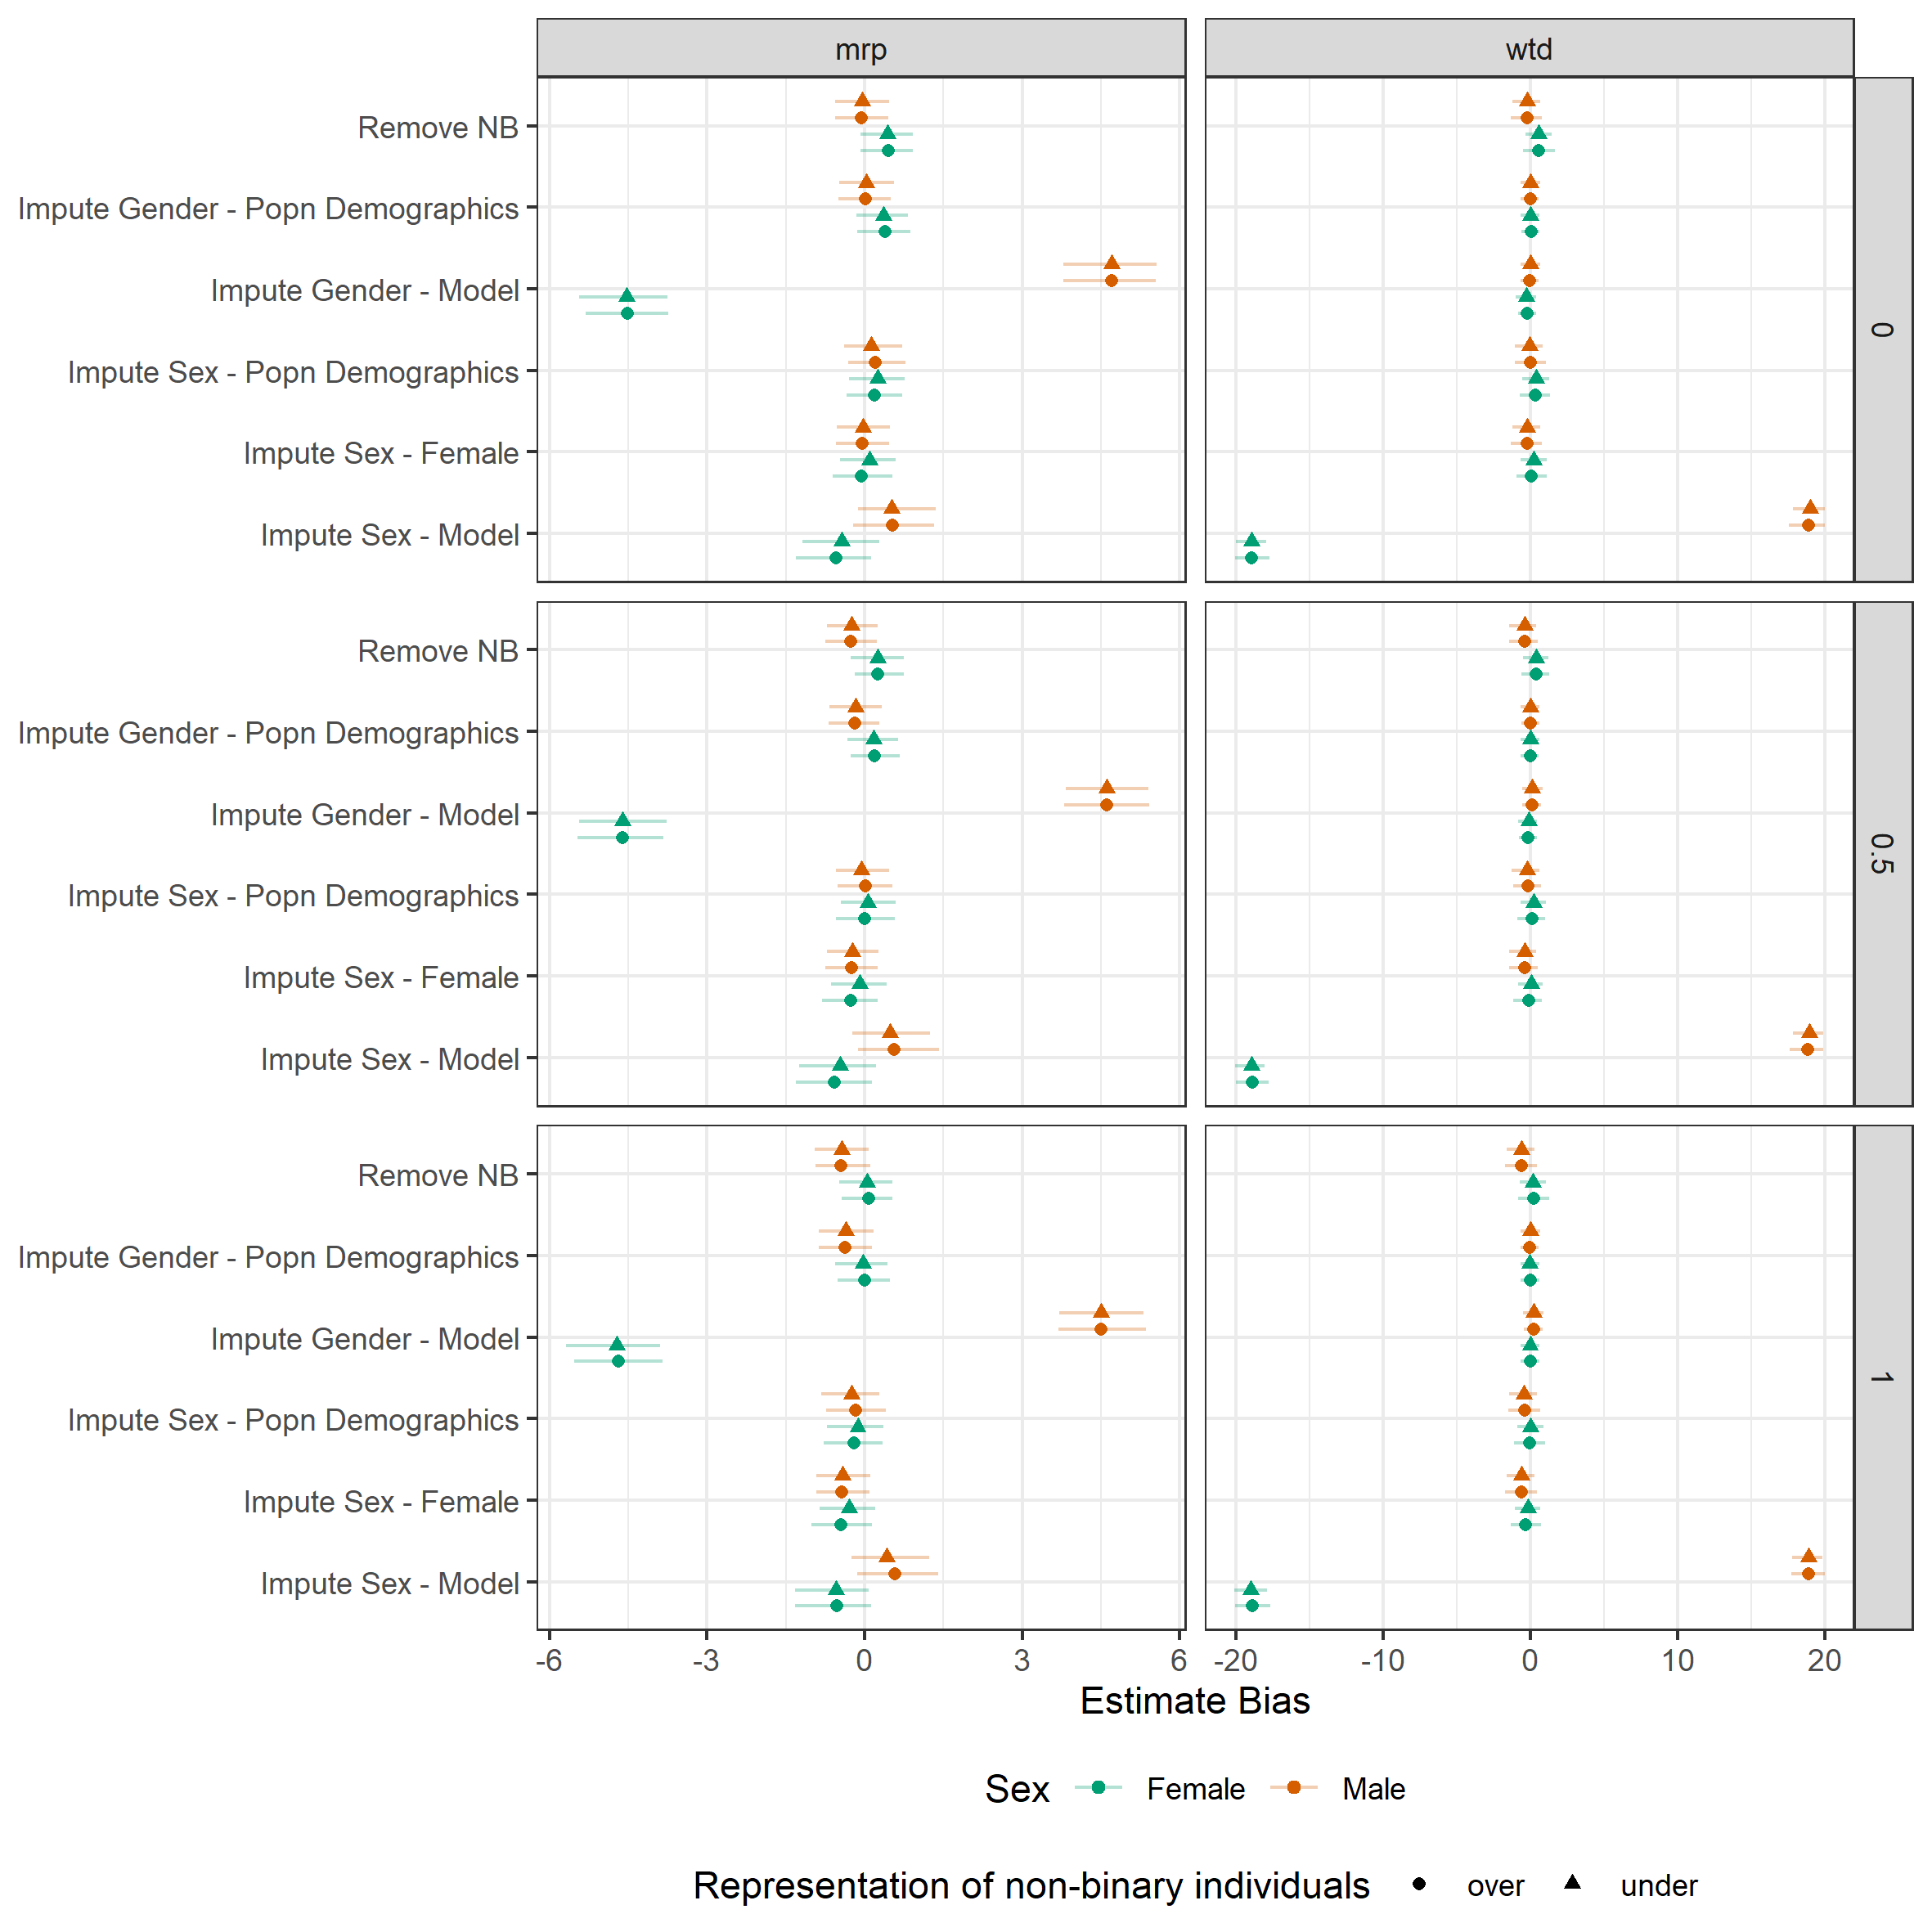 mrp wtd
Remove NB
Impute Gender - Popn Demographics
Impute Gender - Model
Impute Sex - Popn Demographics
Impute Sex - Female
Impute Sex - Model
0
Remove NB
Impute Gender - Popn Demographics
Impute Gender - Model
Impute Sex - Popn Demographics
Impute Sex - Female
Impute Sex - Model
0.5
Remove NB
Impute Gender - Popn Demographics
Impute Gender - Model
Impute Sex - Popn Demographics
Impute Sex - Female
Impute Sex - Model
1
-6 -3 0 3 6 -20 -10 0 10 20
Estimate Bias
Sex Female Male
Representation of non-binary individuals over under